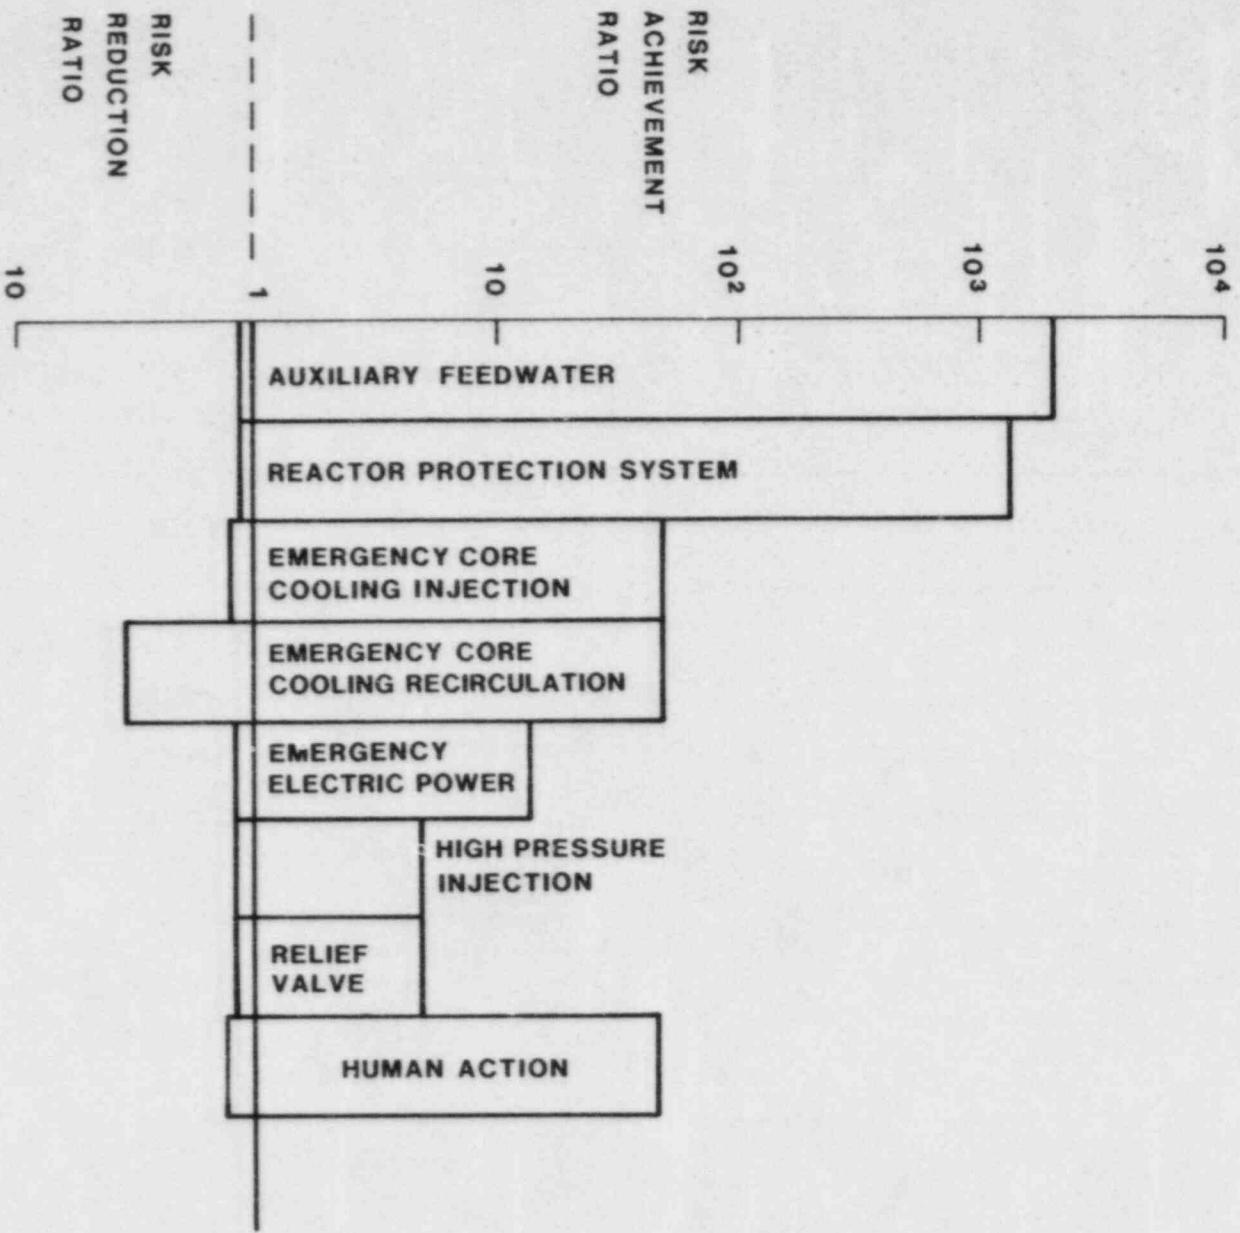 RISK
ACHIEVEMENT
RATIO
RISK
REDUCTION
RATIO
10⁴
10³
10²
10
1
10
AUXILIARY FEEDWATER
REACTOR PROTECTION SYSTEM
EMERGENCY CORE
COOLING INJECTION
EMERGENCY CORE
COOLING RECIRCULATION
EMERGENCY
ELECTRIC POWER
HIGH PRESSURE
INJECTION
RELIEF
VALVE
HUMAN ACTION